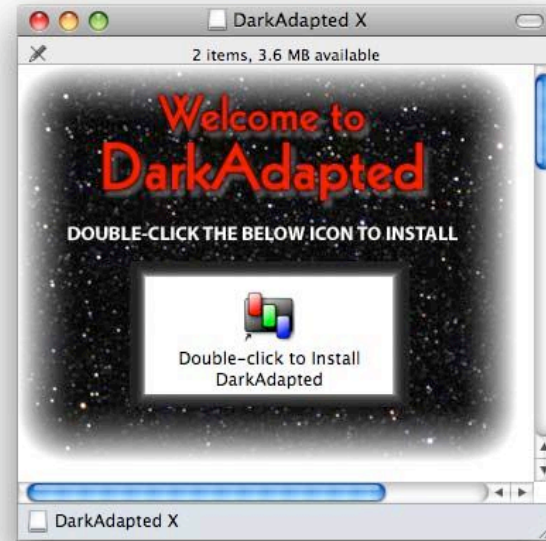 DarkAdapted X
2 items, 3.6 MB available
Welcome to
DarkAdapted
DOUBLE-CLICK THE BELOW ICON TO INSTALL
Double-click to Install
DarkAdapted
DarkAdapted X